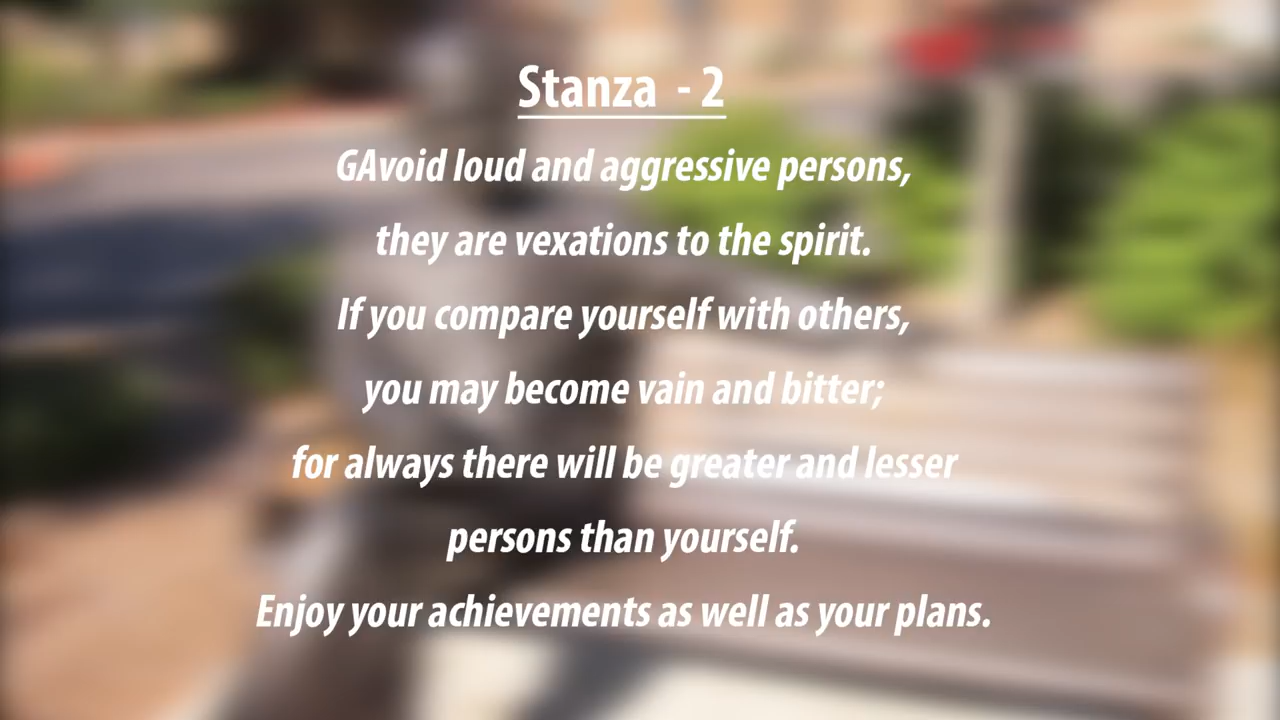 Stanza - 2
GAvoid loud and aggressive persons,
they are vexations to the spirit.
If you compare yourself with others,
you may become vain and bitter;
for always there will be greater and lesser
persons than yourself.
Enjoy your achievements as well as your plans.